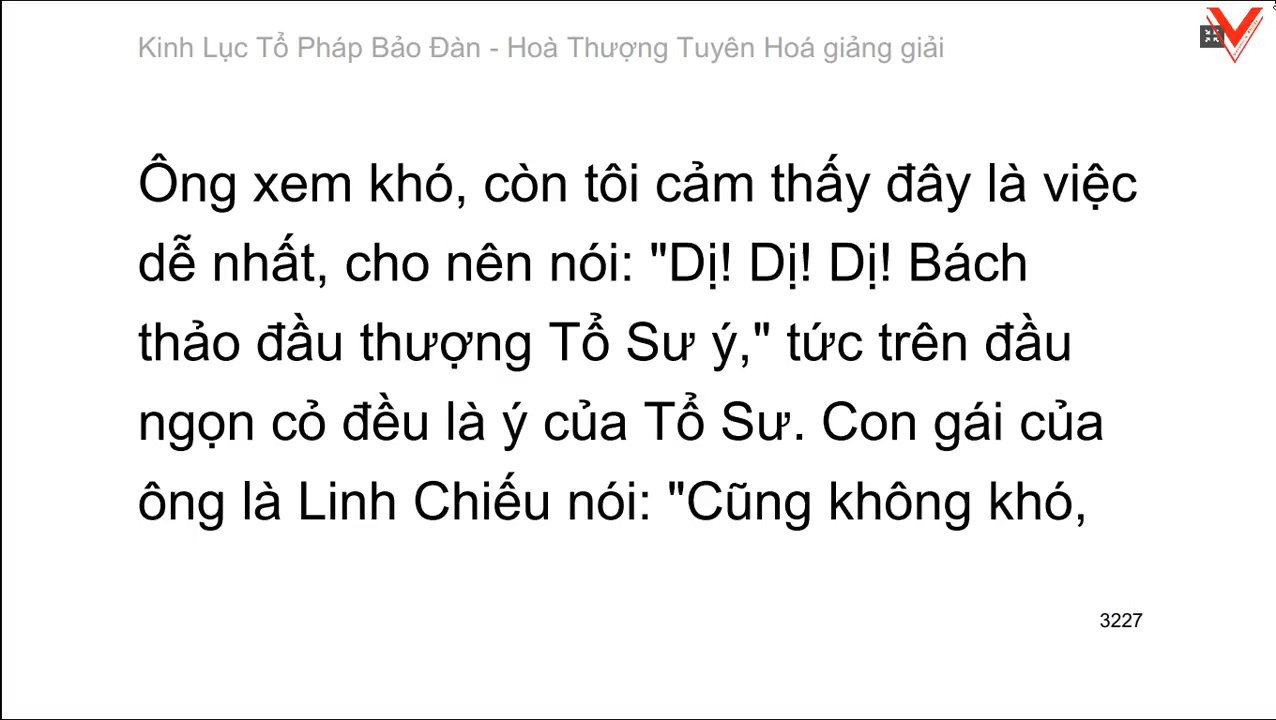 Kinh Lục Tổ Pháp Bảo Đàn - Hoà Thượng Tuyên Hoá giảng giải
Ông xem khó, còn tôi cảm thấy đây là việc
dễ nhất, cho nên nói: "Dị! Dị! Dị! Bách
thảo đầu thượng Tổ Sư ý," tức trên đầu
ngọn cỏ đều là ý của Tổ Sư. Con gái của
ông là Linh Chiếu nói: "Cũng không khó,
3227